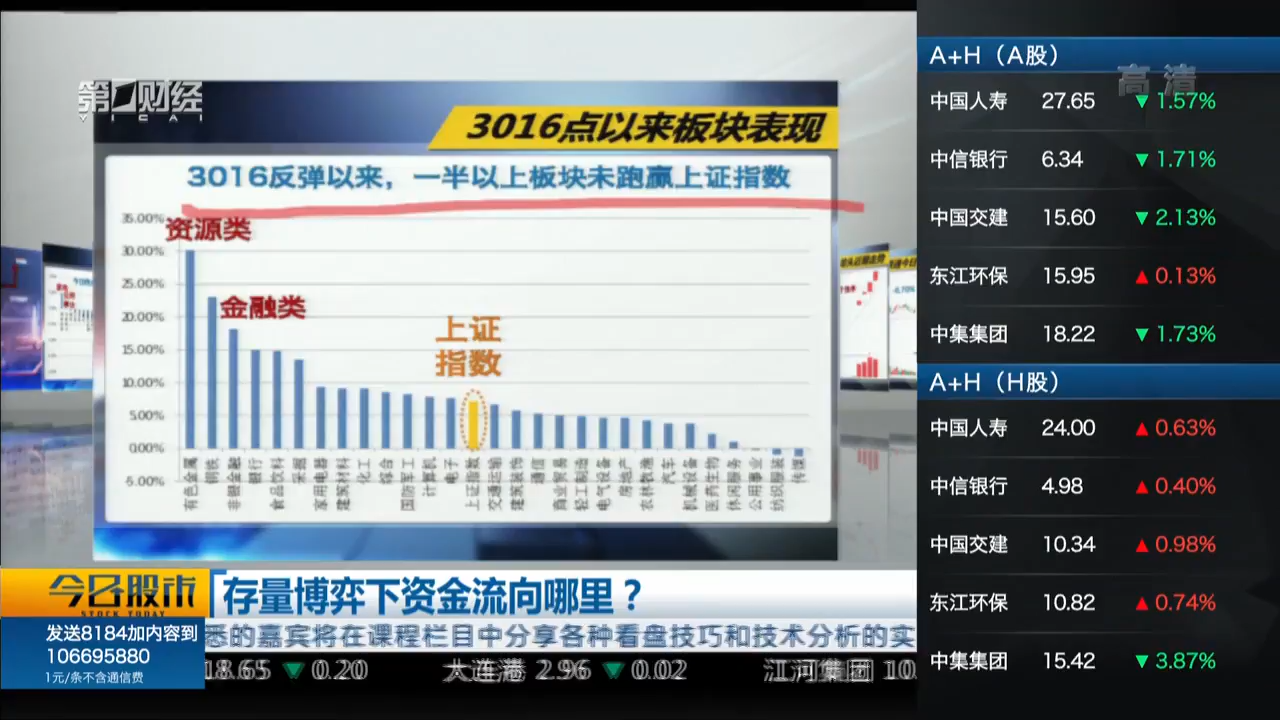 第一财经
YICAI
3016点以来板块表现
3016反弹以来，一半以上板块未跑赢上证指数
35.00%
30.00%
25.00%
20.00%
15.00%
10.00%
5.00%
0.00%
-5.00%
资源类
金融类
上证
指数
有色金属
钢铁
非银金融
银行
食品饮料
采掘
家用电器
建筑材料
化工
综合
国防军工
计算机
电子
上证指数
交通运输
建筑装饰
通信
商业贸易
轻工制造
电气设备
房地产
农林牧渔
汽车
机械设备
医药生物
休闲服务
公用事业
纺织服装
传媒
今日股市
STOCK TODAY
存量博弈下资金流向哪里？
发送8184加内容到
106695880
1元/条不含通信费
悉的嘉宾将在课程栏目中分享各种看盘技巧和技术分析的实
18.65 ▼ 0.20 大连港 2.96 ▼ 0.02 江河集团 10
高清
A+H（A股）
中国人寿 27.65 ▼ 1.57%
中信银行 6.34 ▼ 1.71%
中国交建 15.60 ▼ 2.13%
东江环保 15.95 ▲ 0.13%
中集集团 18.22 ▼ 1.73%
A+H（H股）
中国人寿 24.00 ▲ 0.63%
中信银行 4.98 ▲ 0.40%
中国交建 10.34 ▲ 0.98%
东江环保 10.82 ▲ 0.74%
中集集团 15.42 ▼ 3.87%